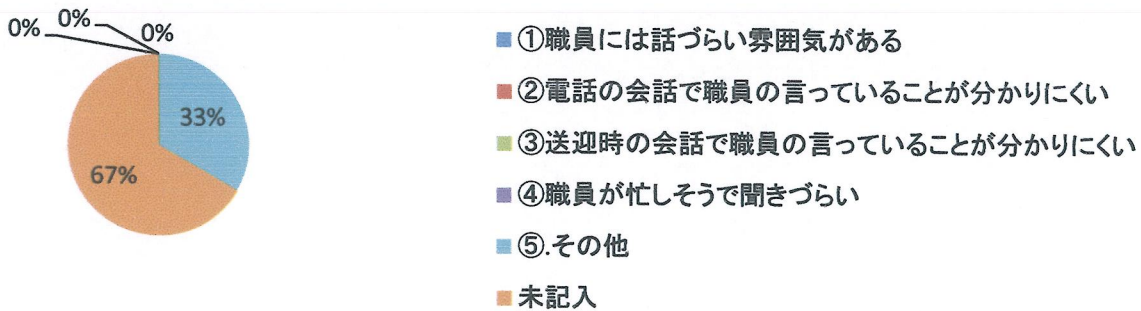 0%
0%
0%
33%
67%
①職員には話づらい雰囲気がある
②電話の会話で職員の言っていることが分かりにくい
③送迎時の会話で職員の言っていることが分かりにくい
④職員が忙しそうで聞きづらい
⑤.その他
未記入